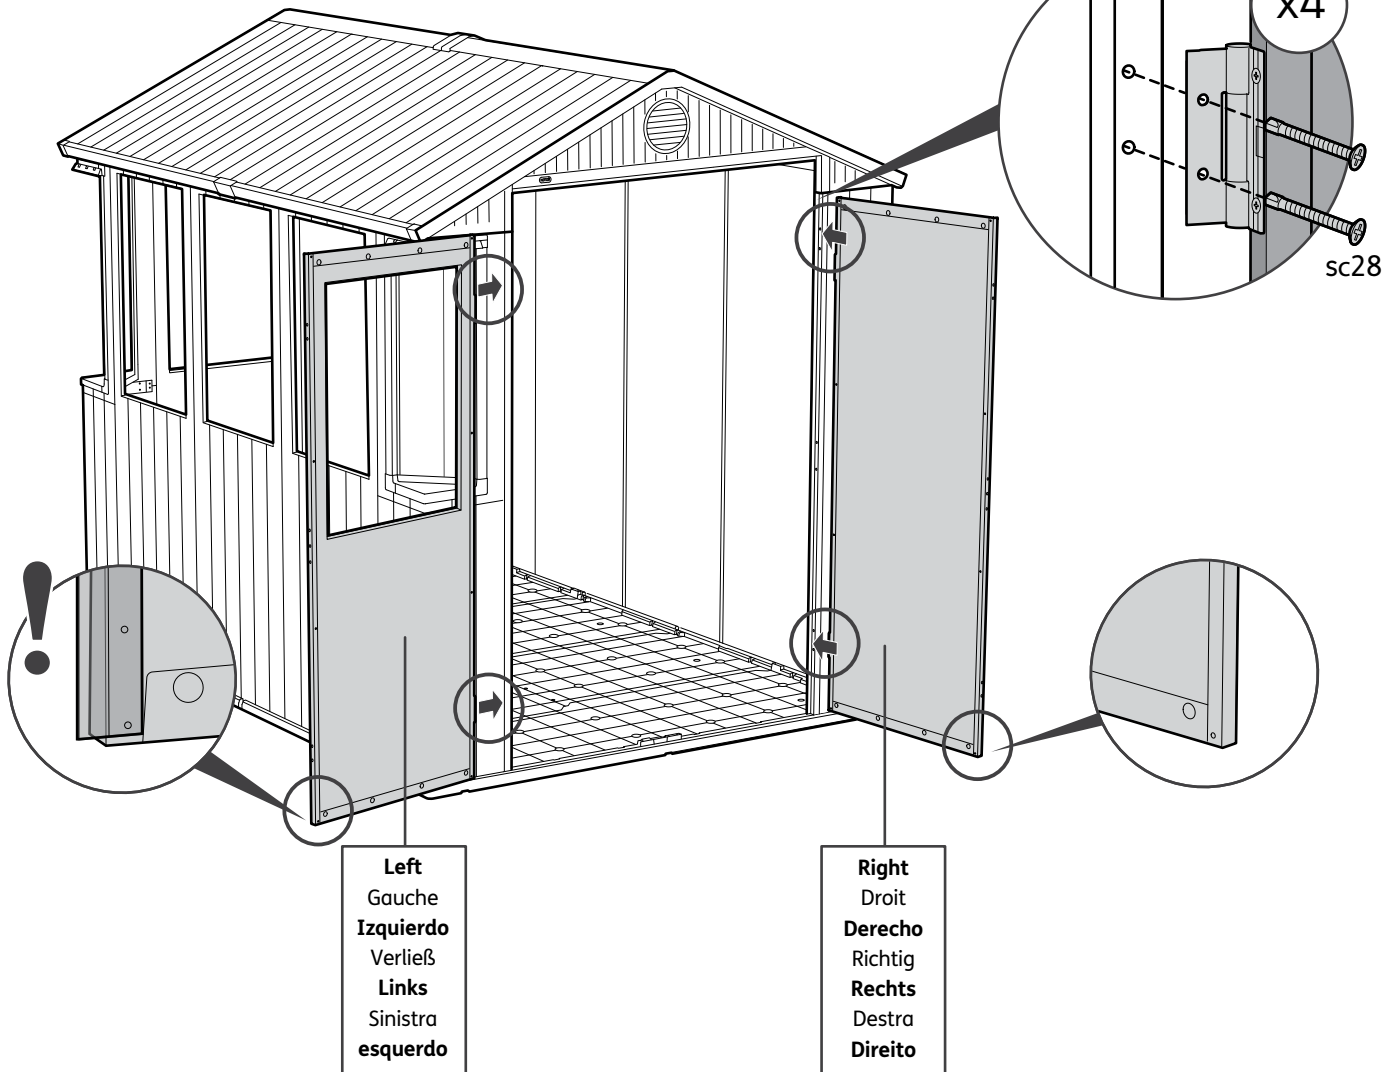 x4
sc28
Left
Gauche
Izquierdo
Verließ
Links
Sinistra
esquerdo
Right
Droit
Derecho
Richtig
Rechts
Destra
Direito